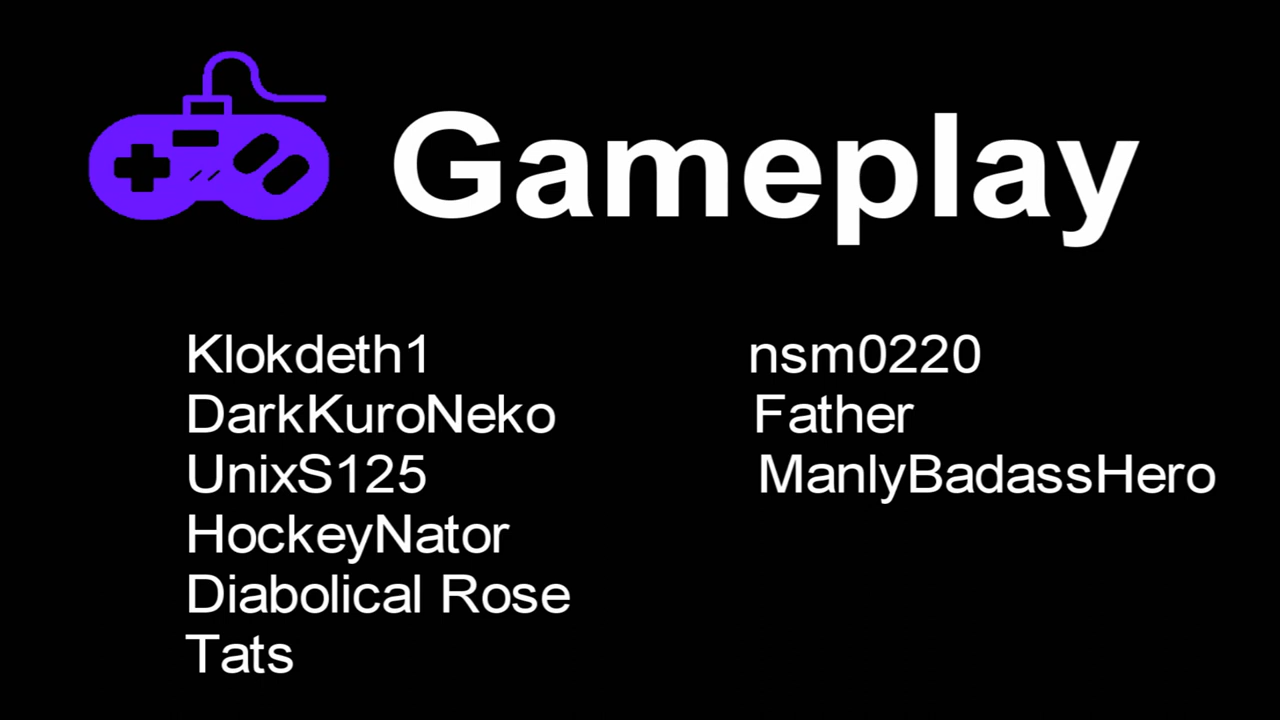 Gameplay
Klokdeth1
DarkKuroNeko
UnixS125
HockeyNator
Diabolical Rose
Tats
nsm0220
Father
ManlyBadassHero